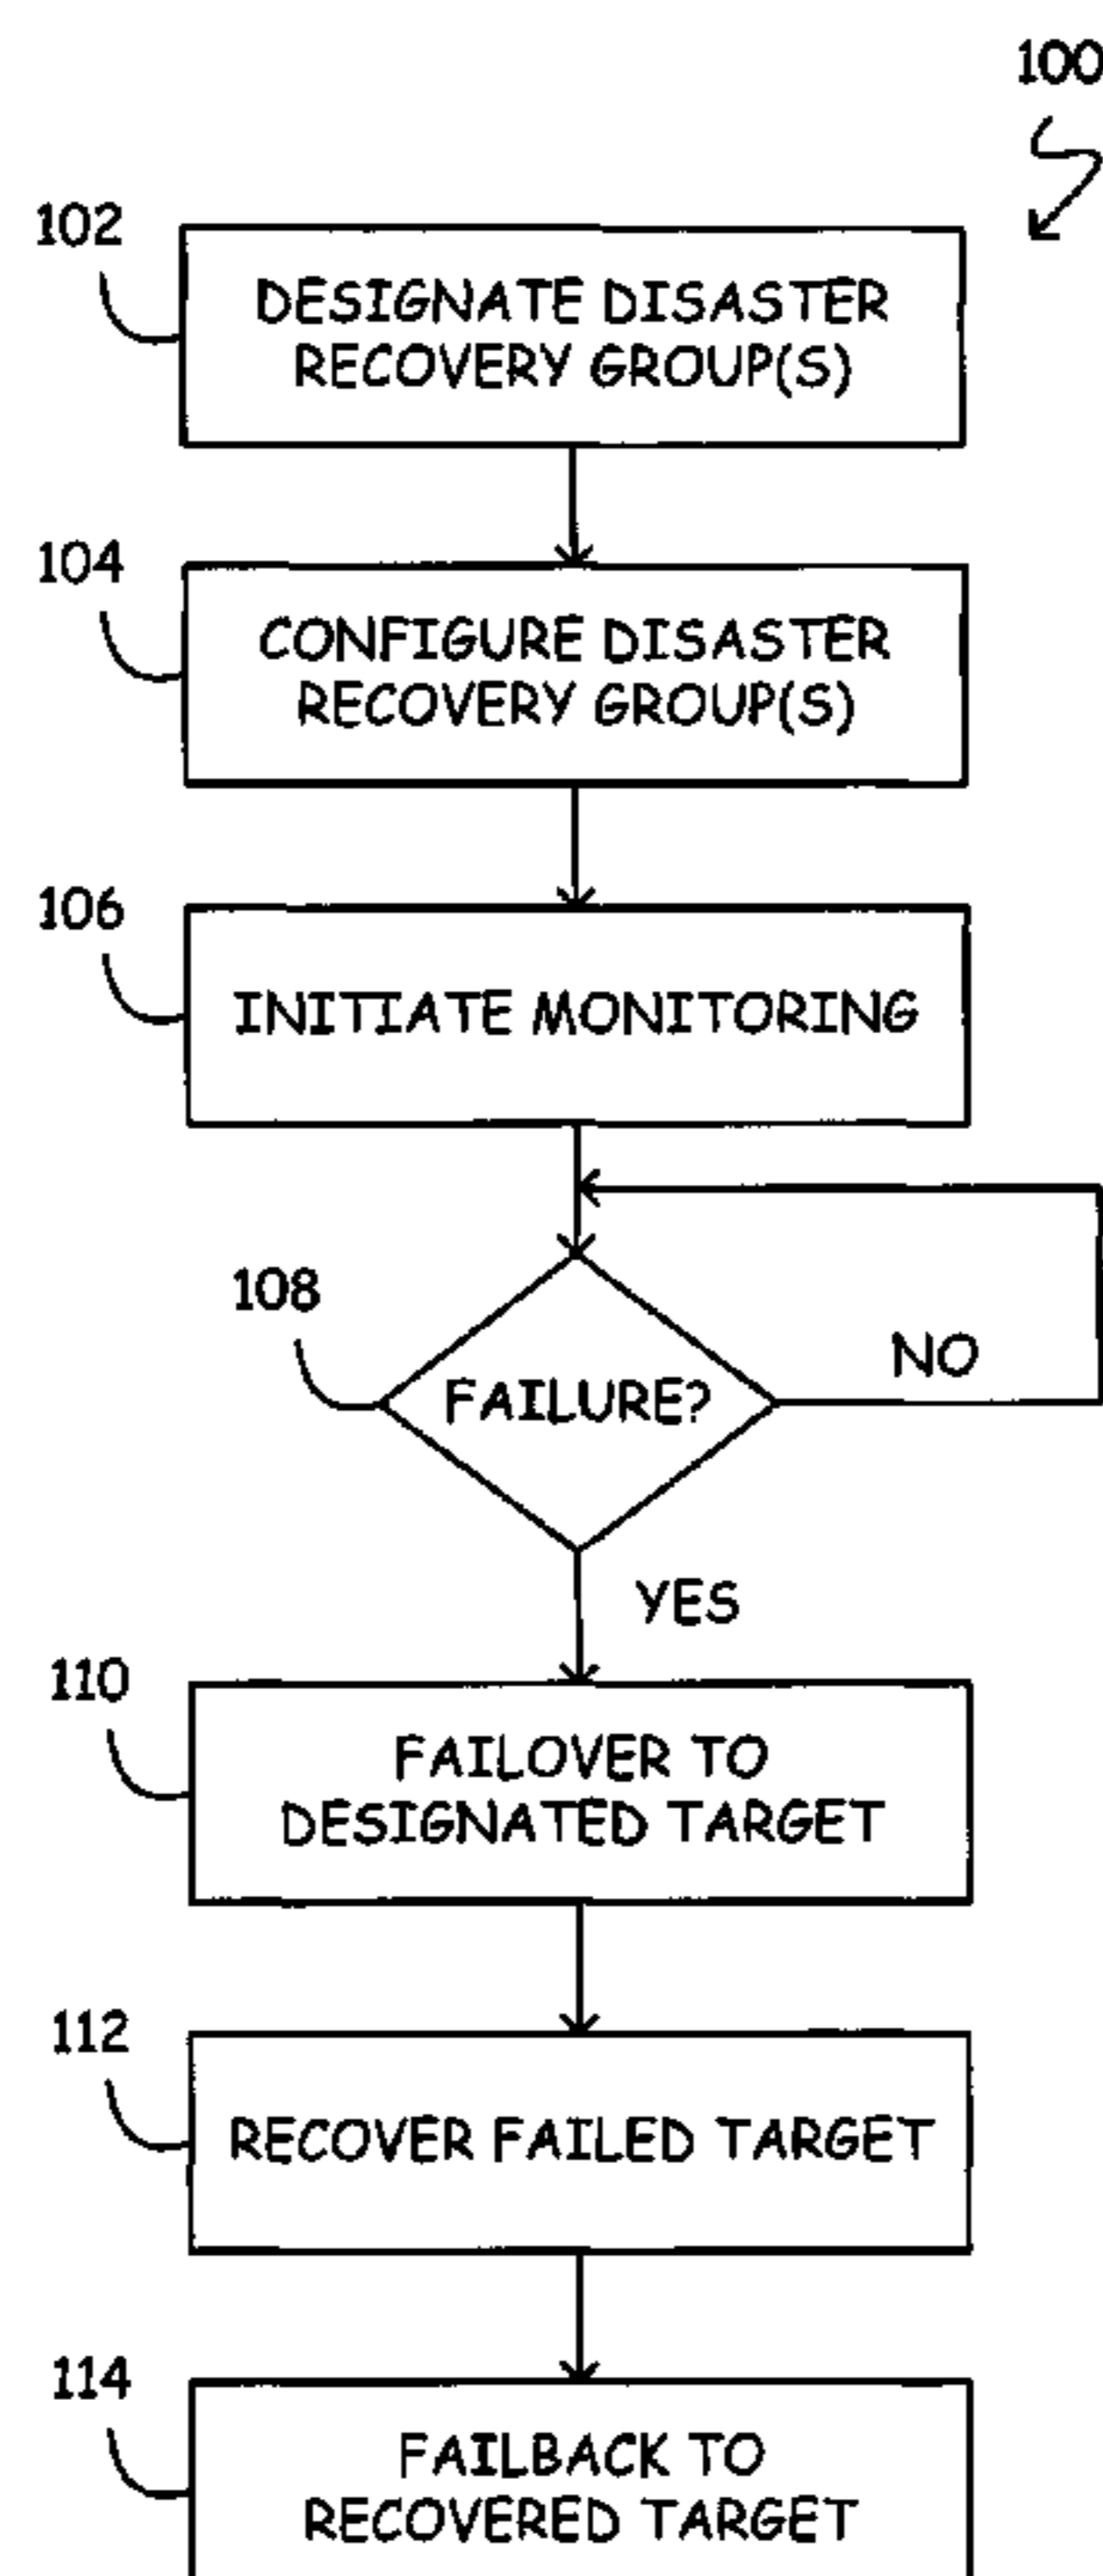 100
102
DESIGNATE DISASTER
RECOVERY GROUP(S)
104
CONFIGURE DISASTER
RECOVERY GROUP(S)
106
INITIATE MONITORING
108
FAILURE?
NO
YES
110
FAILOVER TO
DESIGNATED TARGET
112
RECOVER FAILED TARGET
114
FAILBACK TO
RECOVERED TARGET